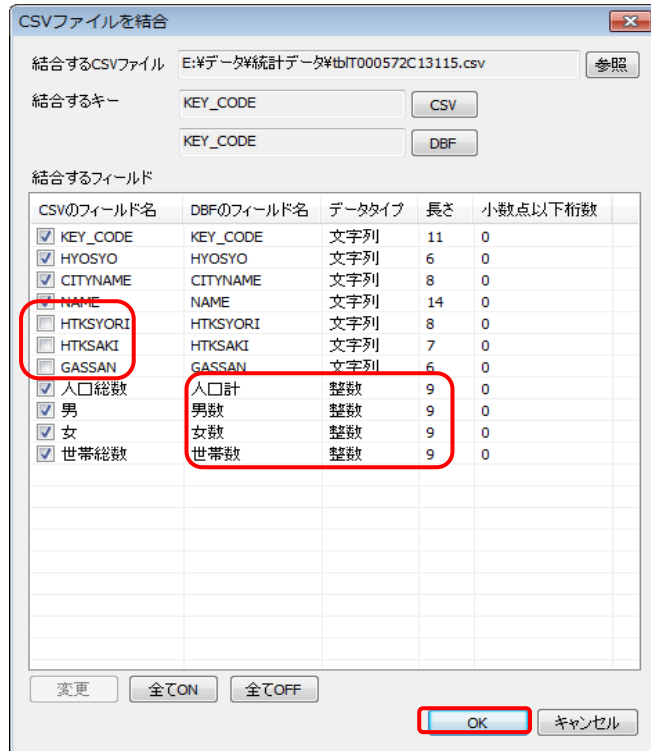 CSVファイルを結合
結合するCSVファイル E:¥データ¥統計データ¥tblT000572C13115.csv 参照
結合するキー KEY_CODE CSV
KEY_CODE DBF
結合するフィールド
CSVのフィールド名 DBFのフィールド名 データタイプ 長さ 小数点以下桁数
KEY_CODE KEY_CODE 文字列 11 0
HYOSYO HYOSYO 文字列 6 0
CITYNAME CITYNAME 文字列 8 0
NAME NAME 文字列 14 0
HTKSYORI HTKSYORI 文字列 8 0
HTKSAKI HTKSAKI 文字列 7 0
GASSAN GASSAN 文字列 6 0
人口総数 人口計 整数 9 0
男 男数 整数 9 0
女 女数 整数 9 0
世帯総数 世帯数 整数 9 0
変更 全てON 全てOFF
OK キャンセル